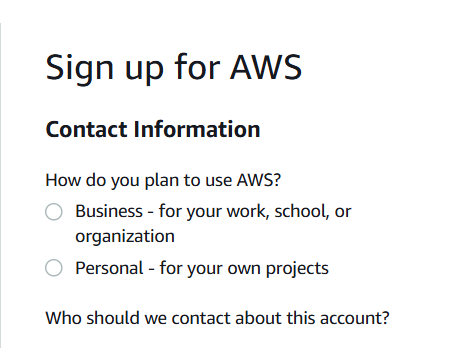 Sign up for AWS
Contact Information
How do you plan to use AWS?
Business - for your work, school, or
organization
Personal - for your own projects
Who should we contact about this account?